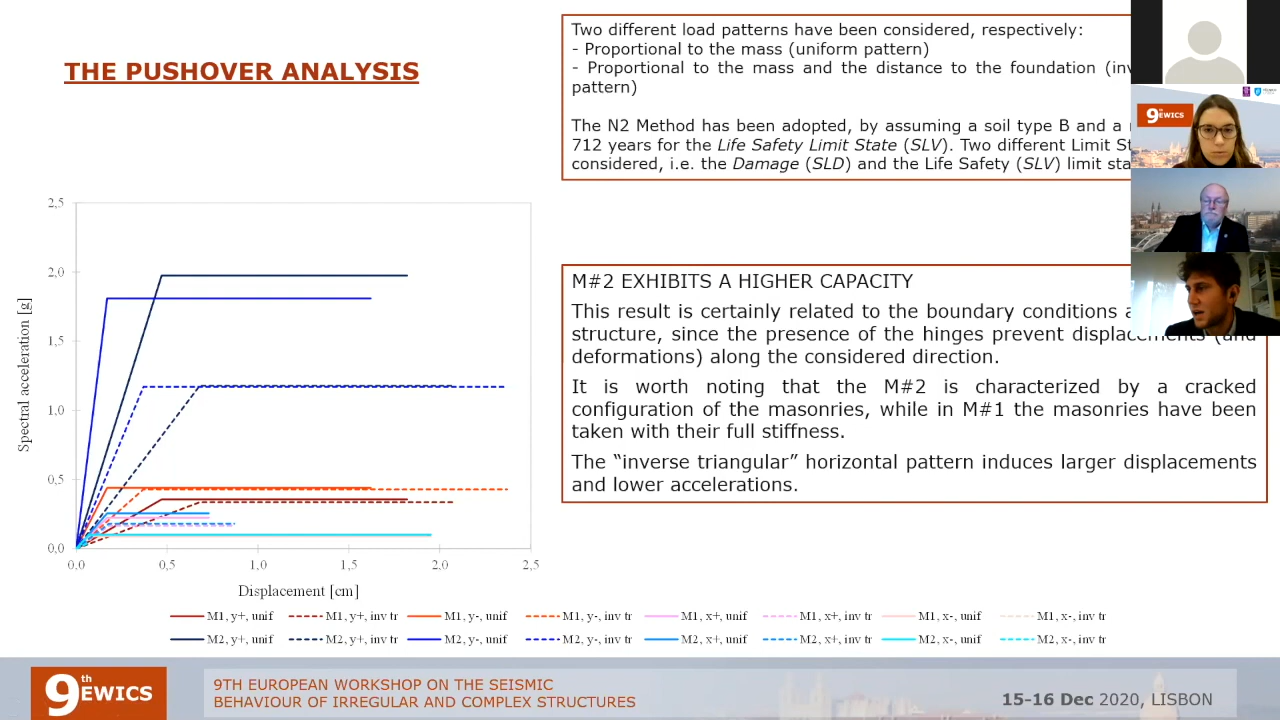 THE PUSHOVER ANALYSIS
Two different load patterns have been considered, respectively:
- Proportional to the mass (uniform pattern)
- Proportional to the mass and the distance to the foundation (inv
pattern)
The N2 Method has been adopted, by assuming a soil type B and a
712 years for the Life Safety Limit State (SLV). Two different Limit St
considered, i.e. the Damage (SLD) and the Life Safety (SLV) limit sta
9th EWICS
M#2 EXHIBITS A HIGHER CAPACITY
This result is certainly related to the boundary conditions a
structure, since the presence of the hinges prevent displacements (and
deformations) along the considered direction.
It is worth noting that the M#2 is characterized by a cracked
configuration of the masonries, while in M#1 the masonries have been
taken with their full stiffness.
The “inverse triangular” horizontal pattern induces larger displacements
and lower accelerations.
Spectral acceleration [g]
2,5
2,0
1,5
1,0
0,5
0,0
0.0 0,5 1,0 1,5 2,0 2,5
Displacement [cm]
M1, y+, unif M1, y+, inv tr M1, y-, unif M1, y-, inv tr M1, x+, unif M1, x+, inv tr M1, x-, unif M1, x-, inv tr
M2, y+, unif M2, y+, inv tr M2, y-, unif M2, y-, inv tr M2, x+, unif M2, x+, inv tr M2, x-, unif M2, x-, inv tr
9th EWICS
9TH EUROPEAN WORKSHOP ON THE SEISMIC
BEHAVIOUR OF IRREGULAR AND COMPLEX STRUCTURES
15-16 Dec 2020, LISBON